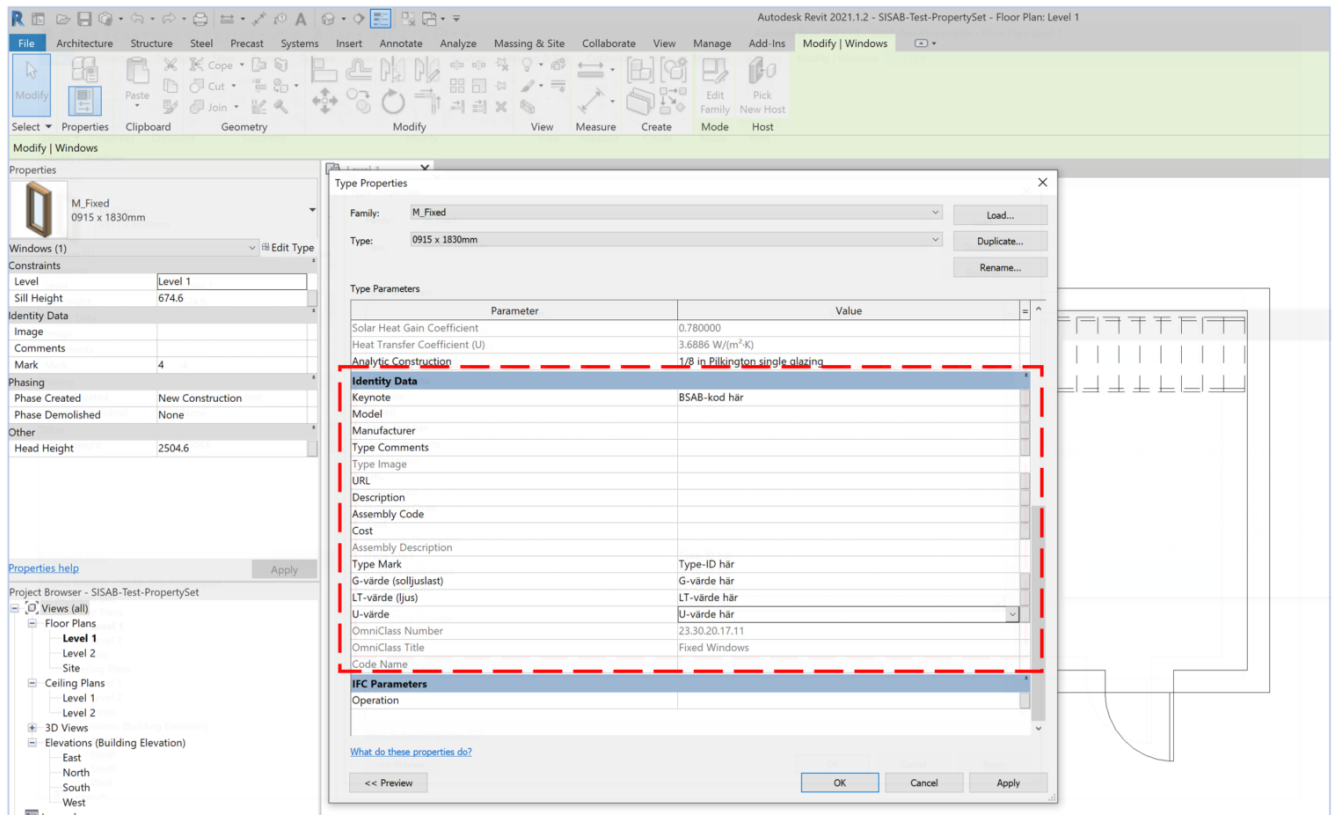 Autodesk Revit 2021.1.2 - SISAB-Test-PropertySet - Floor Plan: Level 1
File Architecture Structure Steel Precast Systems Insert Annotate Analyze Massing & Site Collaborate View Manage Add-Ins Modify | Windows
Modify Paste Cope Cut Join Edit Family Pick New Host
Select Properties Clipboard Geometry Modify View Measure Create Mode Host
Modify | Windows
Properties
M_Fixed
0915 x 1830mm
Windows (1) Edit Type
Constraints
Level Level 1
Sill Height 674.6
Identity Data
Image
Comments
Mark 4
Phasing
Phase Created New Construction
Phase Demolished None
Other
Head Height 2504.6
Properties help Apply
Project Browser - SISAB-Test-PropertySet
Views (all)
Floor Plans
Level 1
Level 2
Site
Ceiling Plans
Level 1
Level 2
3D Views
Elevations (Building Elevation)
East
North
South
West
Type Properties
Family: M_Fixed Load...
Type: 0915 x 1830mm Duplicate...
Rename...
Type Parameters
Parameter Value =
Solar Heat Gain Coefficient 0.780000
Heat Transfer Coefficient (U) 3.6886 W/(m²·K)
Analytic Construction 1/8 in Pilkington single glazing
Identity Data
Keynote BSAB-kod här
Model
Manufacturer
Type Comments
Type Image
URL
Description
Assembly Code
Cost
Assembly Description
Type Mark Type-ID här
G-värde (solljuslast) G-värde här
LT-värde (ljus) LT-värde här
U-värde U-värde här
OmniClass Number 23.30.20.17.11
OmniClass Title Fixed Windows
Code Name
IFC Parameters
Operation
What do these properties do?
<< Preview OK Cancel Apply